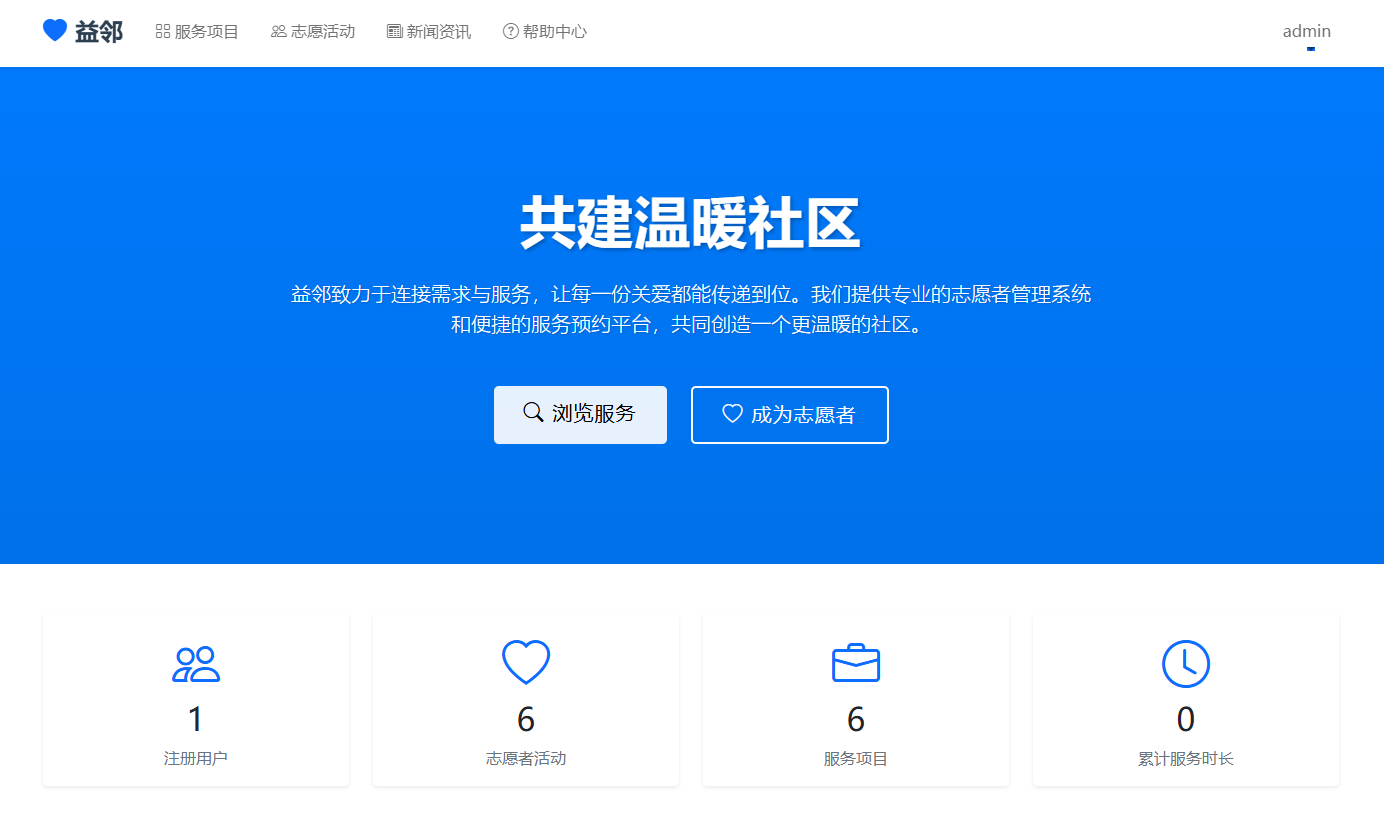 益邻 服务项目 志愿活动 新闻资讯 帮助中心 admin
共建温暖社区
益邻致力于连接需求与服务，让每一份关爱都能传递到位。我们提供专业的志愿者管理系统
和便捷的服务预约平台，共同创造一个更温暖的社区。
浏览服务 成为志愿者
1 6 6 0
注册用户 志愿者活动 服务项目 累计服务时长